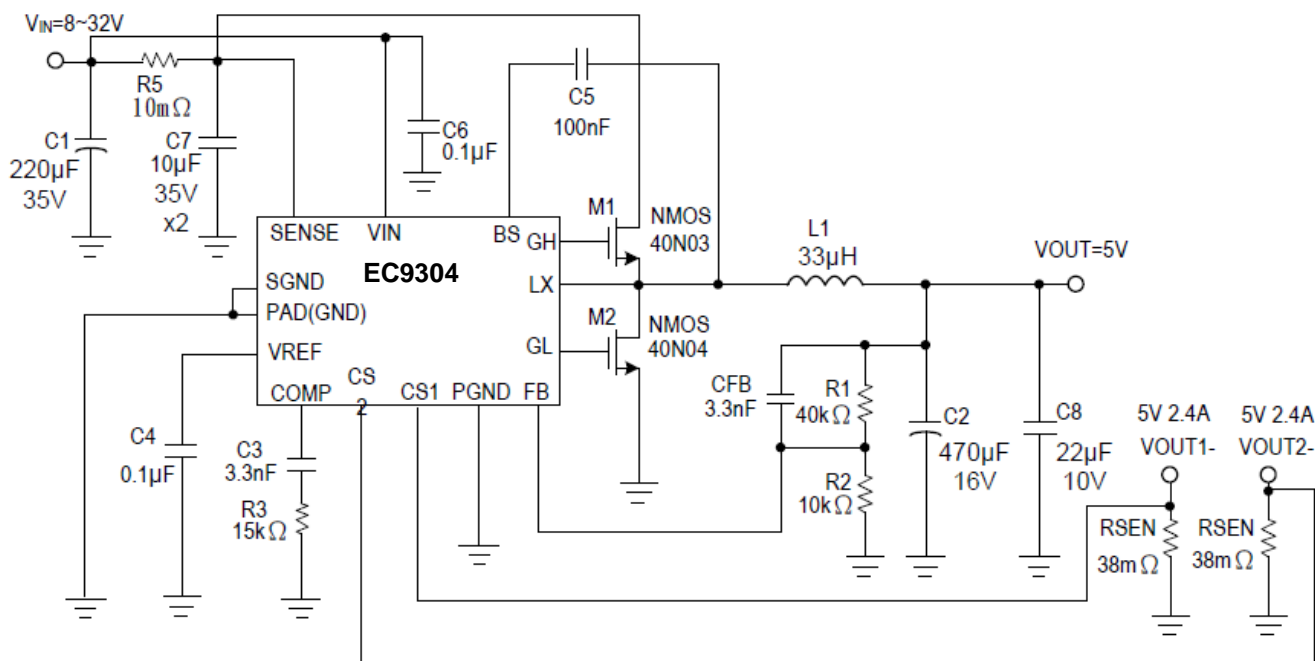 VIN=8~32V
R5
10mΩ
C1
220µF
35V
C7
10µF
35V
x2
C6
0.1µF
C5
100nF
SENSE
VIN
BS
GH
EC9304
SGND
PAD(GND)
LX
VREF
GL
COMP
CS
2
CS1
PGND
FB
M1
NMOS
40N03
M2
NMOS
40N04
L1
33µH
VOUT=5V
C4
0.1µF
C3
3.3nF
R3
15kΩ
CFB
3.3nF
R1
40kΩ
R2
10kΩ
C2
470µF
16V
C8
22µF
10V
5V 2.4A
VOUT1-
5V 2.4A
VOUT2-
RSEN
38mΩ
RSEN
38mΩ